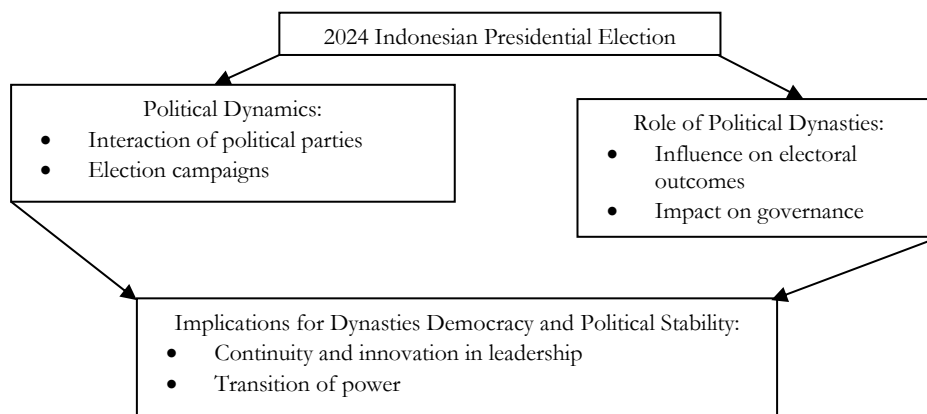 2024 Indonesian Presidential Election
Political Dynamics:
• Interaction of political parties
• Election campaigns
Role of Political Dynasties:
• Influence on electoral
outcomes
• Impact on governance
Implications for Dynasties Democracy and Political Stability:
• Continuity and innovation in leadership
• Transition of power